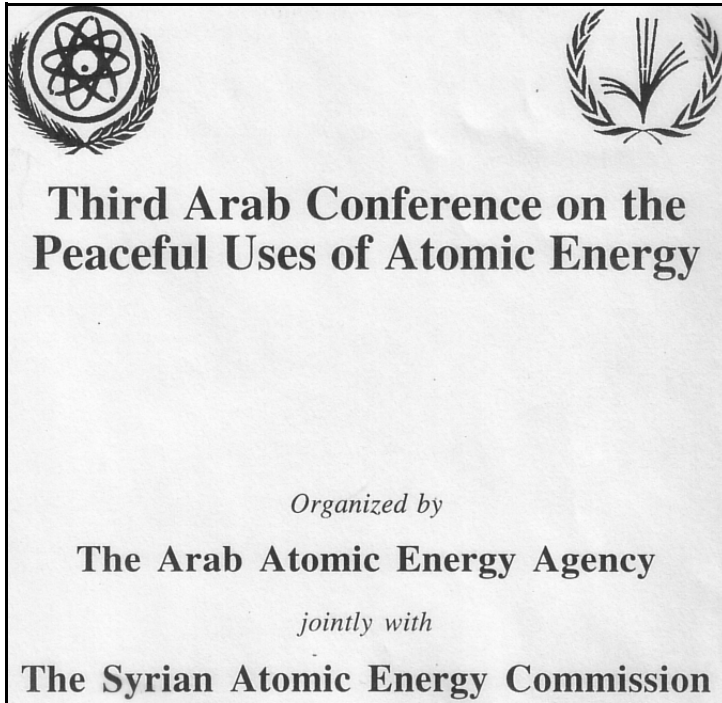 Third Arab Conference on the
Peaceful Uses of Atomic Energy
Organized by
The Arab Atomic Energy Agency
jointly with
The Syrian Atomic Energy Commission